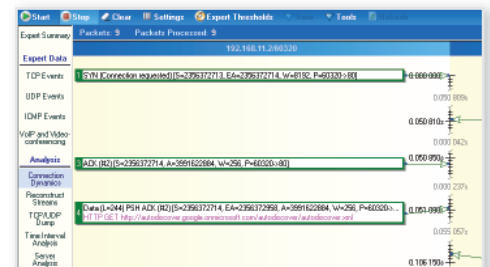 Start Stop Clear Settings Expert Thresholds Tools
Expert Summary
Packets: 9 Packets Processed: 9
192.168.11.2/60320
Expert Data
TCP Events
1 SYN (Connection requested) [S=2356372713, EA=2356372714, W=8192, P=60320->80]
0.000 000s
UDP Events
0.050 809s
ICMP Events
0.050 810s
VoIP and Video-conferencing
0.000 042s
Analysis
3 ACK (#2) [S=2356372714, A=3991622884, W=256, P=60320->80]
0.050 850s
Connection Dynamics
0.000 237s
Reconstruct Streams
4 Data (L=244) PSH ACK (#2) [S=2356372714, EA=2356372958, A=3991622884, W=256, P=60320->...
HTTP GET http://autodiscover.google.onmicrosoft.com/autodiscover/autodiscover.xml
TCP/UDP Dump
0.055 057s
Time Interval Analysis
Server Analysis
0.106 150s